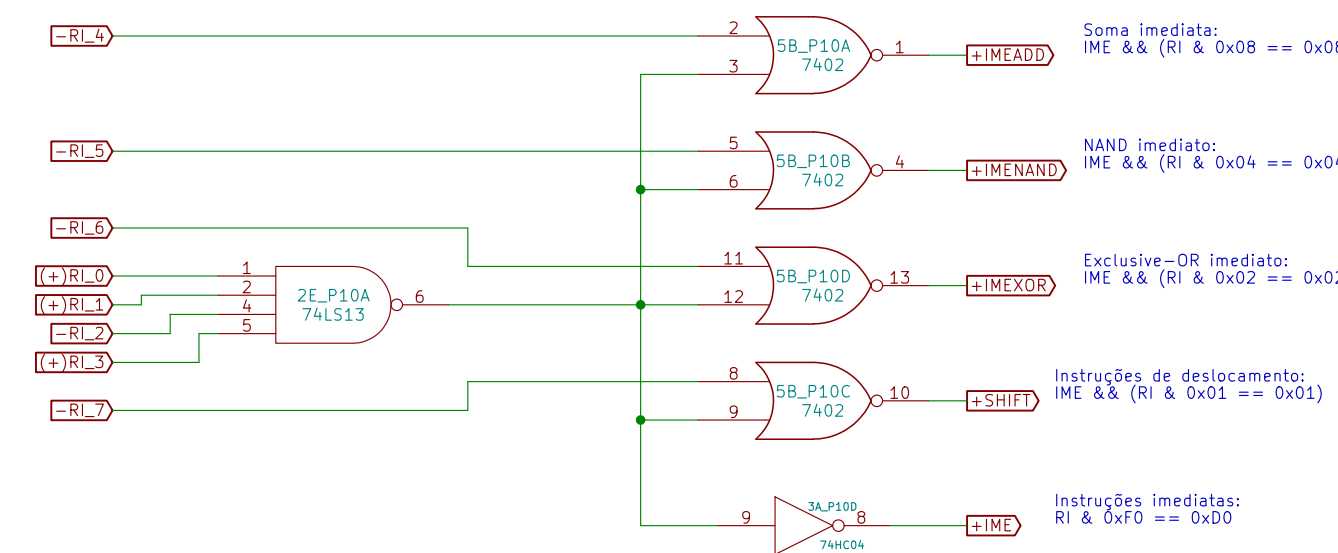 -RI_4
2
3
5B_P10A
7402
1
+IMEADD
Soma imediata:
IME && (RI & 0x08 == 0x08
-RI_5
5
6
5B_P10B
7402
4
+IMENAND
NAND imediato:
IME && (RI & 0x04 == 0x04
-RI_6
11
12
5B_P10D
7402
13
+IMEXOR
Exclusive-OR imediato:
IME && (RI & 0x02 == 0x02
(+)RI_0
(+)RI_1
-RI_2
(+)RI_3
1
2
4
5
2E_P10A
74LS13
6
-RI_7
8
9
5B_P10C
7402
10
+SHIFT
Instruções de deslocamento:
IME && (RI & 0x01 == 0x01)
9
3A_P10D
74HC04
8
+IME
Instruções imediatas:
RI & 0xF0 == 0xD0